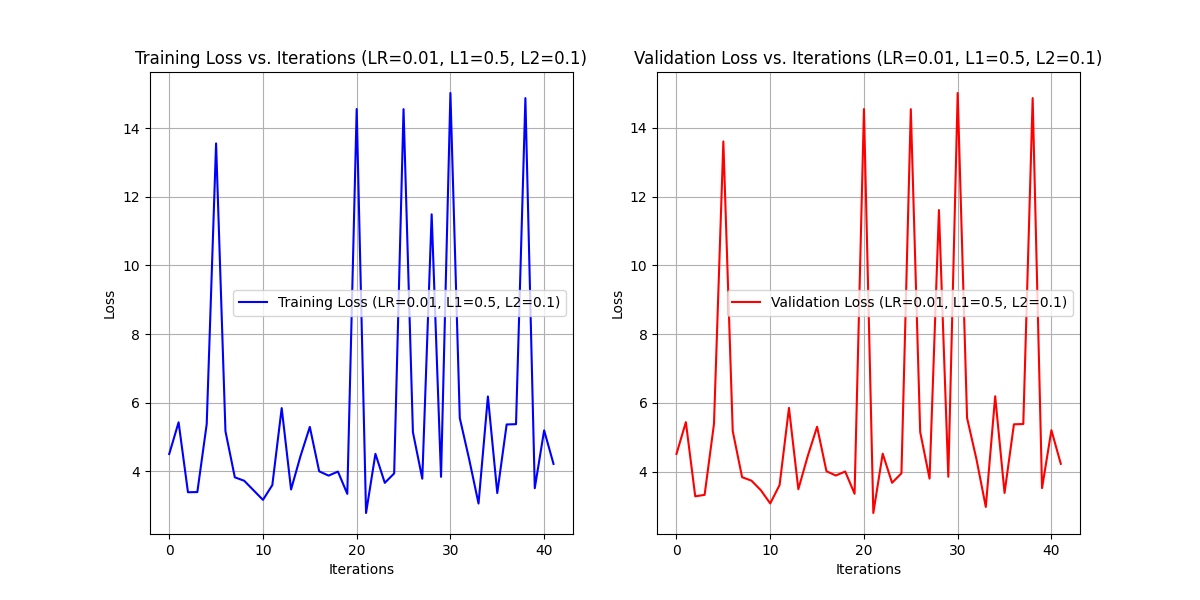 Training Loss vs. Iterations (LR=0.01, L1=0.5, L2=0.1)
Loss
14
12
10
8
6
4
Training Loss (LR=0.01, L1=0.5, L2=0.1)
0 10 20 30 40
Iterations
Validation Loss vs. Iterations (LR=0.01, L1=0.5, L2=0.1)
Loss
14
12
10
8
6
4
Validation Loss (LR=0.01, L1=0.5, L2=0.1)
0 10 20 30 40
Iterations